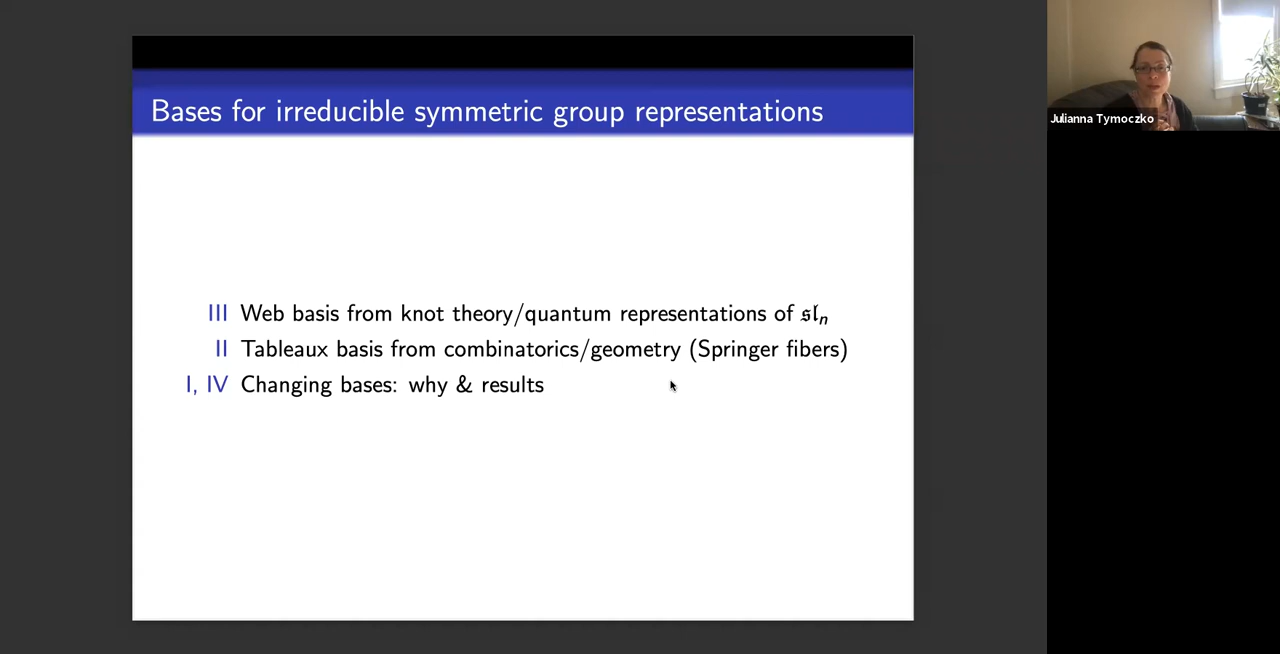 Bases for irreducible symmetric group representations
III Web basis from knot theory/quantum representations of 𝔰𝔩ₙ
II Tableaux basis from combinatorics/geometry (Springer fibers)
I, IV Changing bases: why & results
Julianna Tymoczko